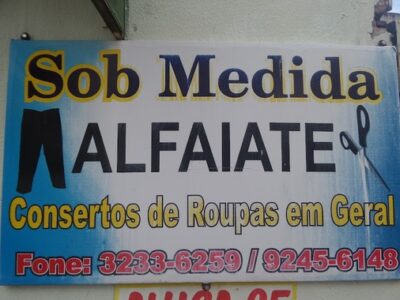 Sob Medida
ALFAIATE
Consertos de Roupas em Geral
Fone: 3233-6259 / 9245-6148